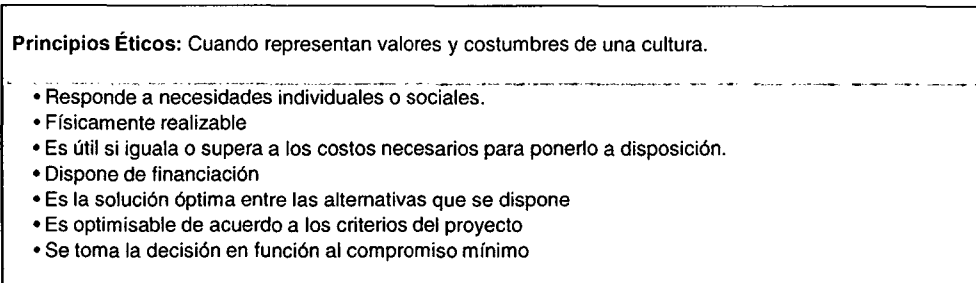 Principios Éticos: Cuando representan valores y costumbres de una cultura.
• Responde a necesidades individuales o sociales.
• Físicamente realizable
• Es útil si iguala o supera a los costos necesarios para ponerlo a disposición.
• Dispone de financiación
• Es la solución óptima entre las alternativas que se dispone
• Es optimisable de acuerdo a los criterios del proyecto
• Se toma la decisión en función al compromiso mínimo